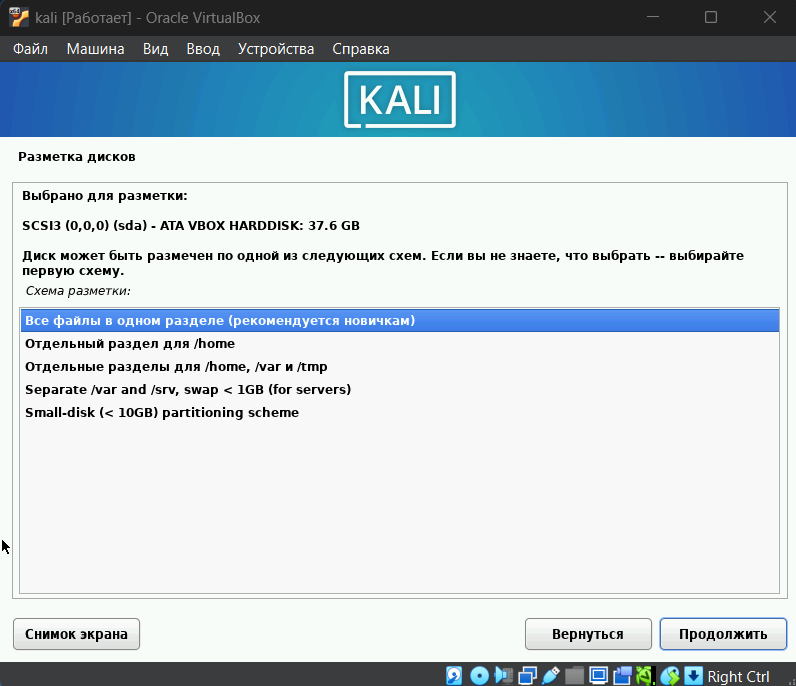 kali [Работает] - Oracle VirtualBox
Файл Машина Вид Ввод Устройства Справка
KALI
Разметка дисков
Выбрано для разметки:
SCSI3 (0,0,0) (sda) - ATA VBOX HARDDISK: 37.6 GB
Диск может быть размечен по одной из следующих схем. Если вы не знаете, что выбрать -- выбирайте
первую схему.
Схема разметки:
Все файлы в одном разделе (рекомендуется новичкам)
Отдельный раздел для /home
Отдельные разделы для /home, /var и /tmp
Separate /var and /srv, swap < 1GB (for servers)
Small-disk (< 10GB) partitioning scheme
Снимок экрана Вернуться Продолжить
Right Ctrl